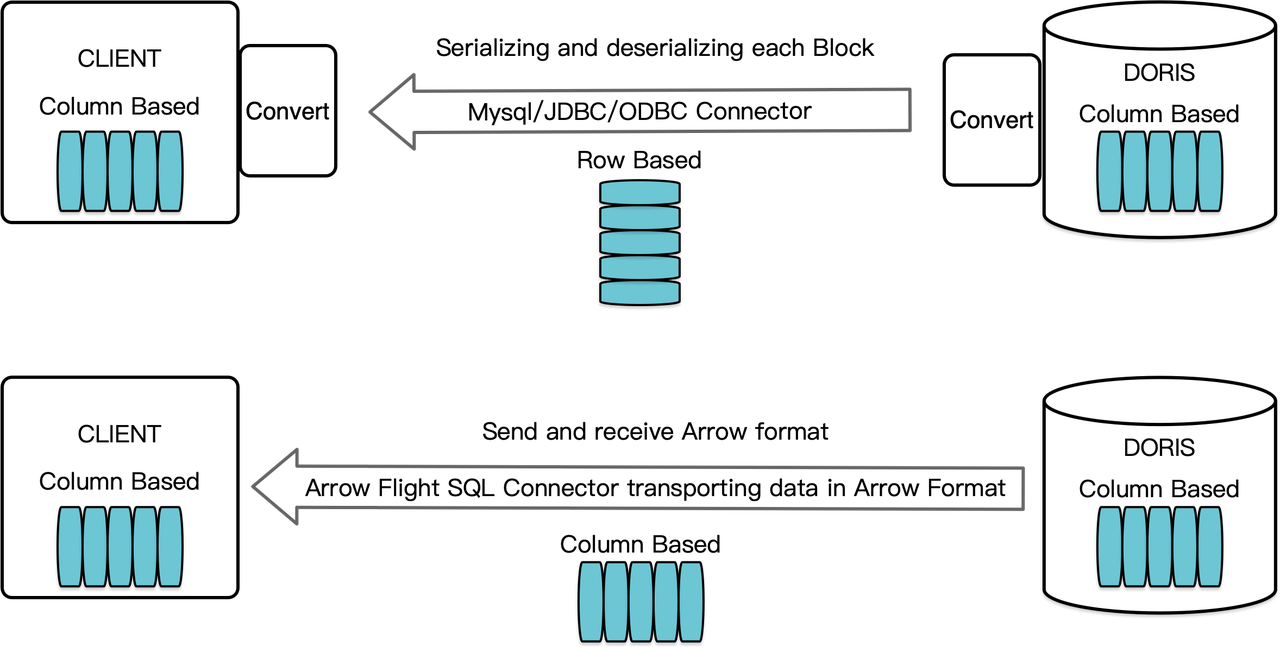 Serializing and deserializing each Block
CLIENT
DORIS
Column Based
Convert
Mysql/JDBC/ODBC Connector
Convert
Column Based
Row Based
Send and receive Arrow format
CLIENT
DORIS
Column Based
Arrow Flight SQL Connector transporting data in Arrow Format
Column Based
Column Based